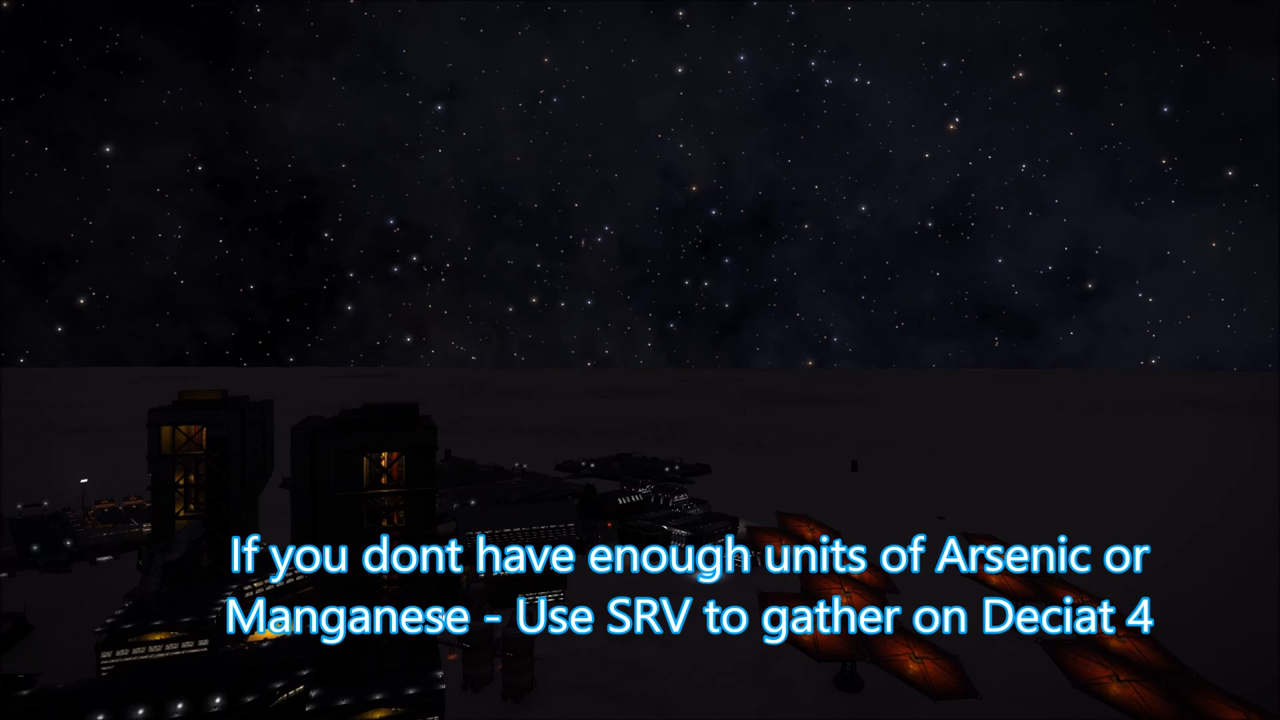 If you dont have enough units of Arsenic or
Manganese - Use SRV to gather on Deciat 4